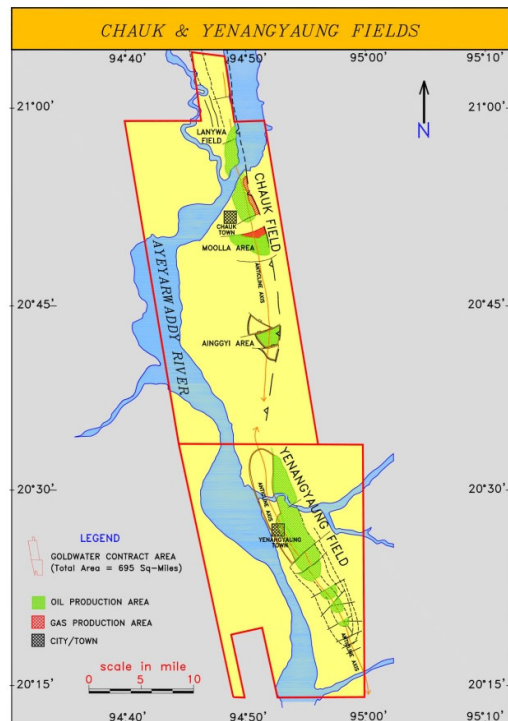 CHAUK & YENANGYAUNG FIELDS
94°40'
94°50'
95°00'
95°10'
21°00'
21°00'
N
LANYWA
FIELD
CHAUK FIELD
CHAUK
TOWN
MOOLLA AREA
ANTICLINE AXIS
AYEYARWADDY RIVER
20°45'
20°45'
AINGGYI AREA
YENANGYAUNG FIELD
20°30'
20°30'
ANTICLINE AXIS
YENANGYAUNG
TOWN
LEGEND
GOLDWATER CONTRACT AREA
(Total Area = 695 Sq-Miles)
OIL PRODUCTION AREA
GAS PRODUCTION AREA
CITY/TOWN
ANTICLINE AXIS
scale in mile
10 0 10
20°15'
20°15'
94°40'
94°50'
95°00'
95°10'